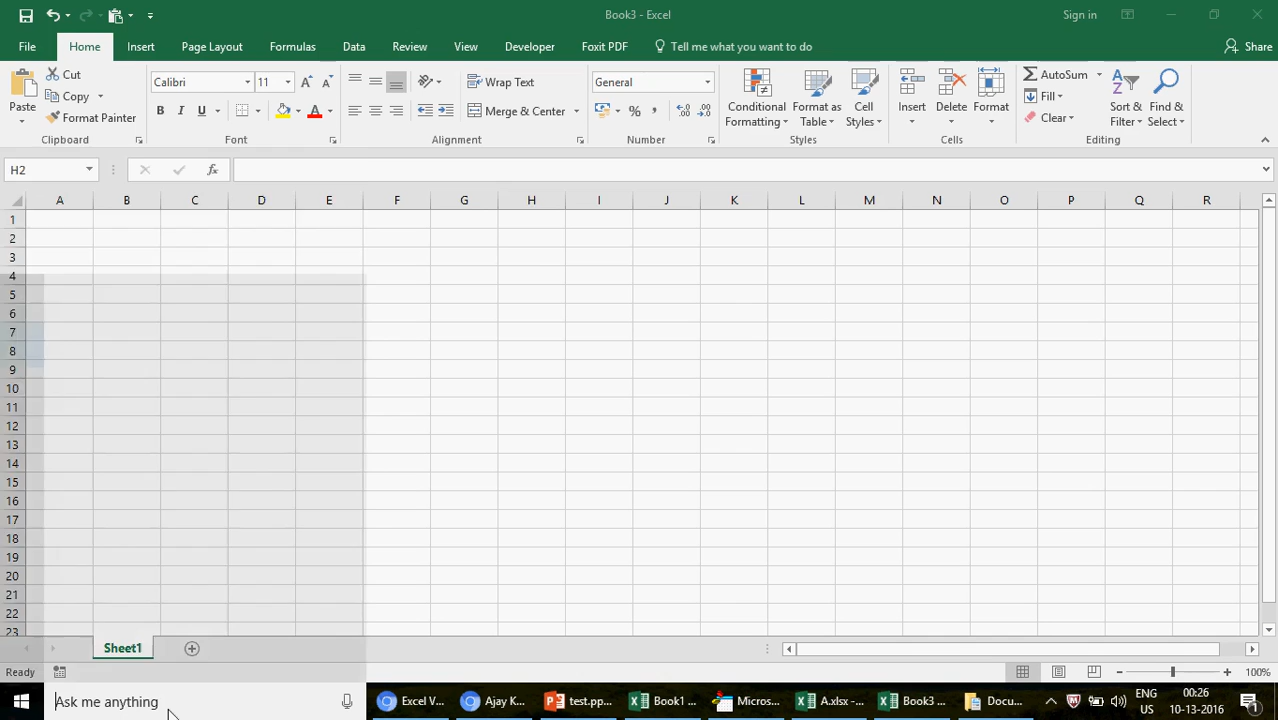 Book3 - Excel
Sign in
File
Home
Insert
Page Layout
Formulas
Data
Review
View
Developer
Foxit PDF
Tell me what you want to do
Share
Paste
Cut
Copy
Format Painter
Clipboard
Calibri
11
B I U
A
Font
Wrap Text
Merge & Center
Alignment
General
%
Number
Conditional Formatting
Format as Table
Cell Styles
Styles
Insert
Delete
Format
Cells
AutoSum
Fill
Clear
Sort & Filter
Find & Select
Editing
H2
fx
A B C D E F G H I J K L M N O P Q R
1
2
3
4
5
6
7
8
9
10
11
12
13
14
15
16
17
18
19
20
21
22
23
Sheet1
Ready
100%
Ask me anything
Excel V...
Ajay K...
test.pp...
Book1 ...
Micros...
A.xlsx -...
Book3 ...
Docu...
ENG
US
00:26
10-13-2016
1